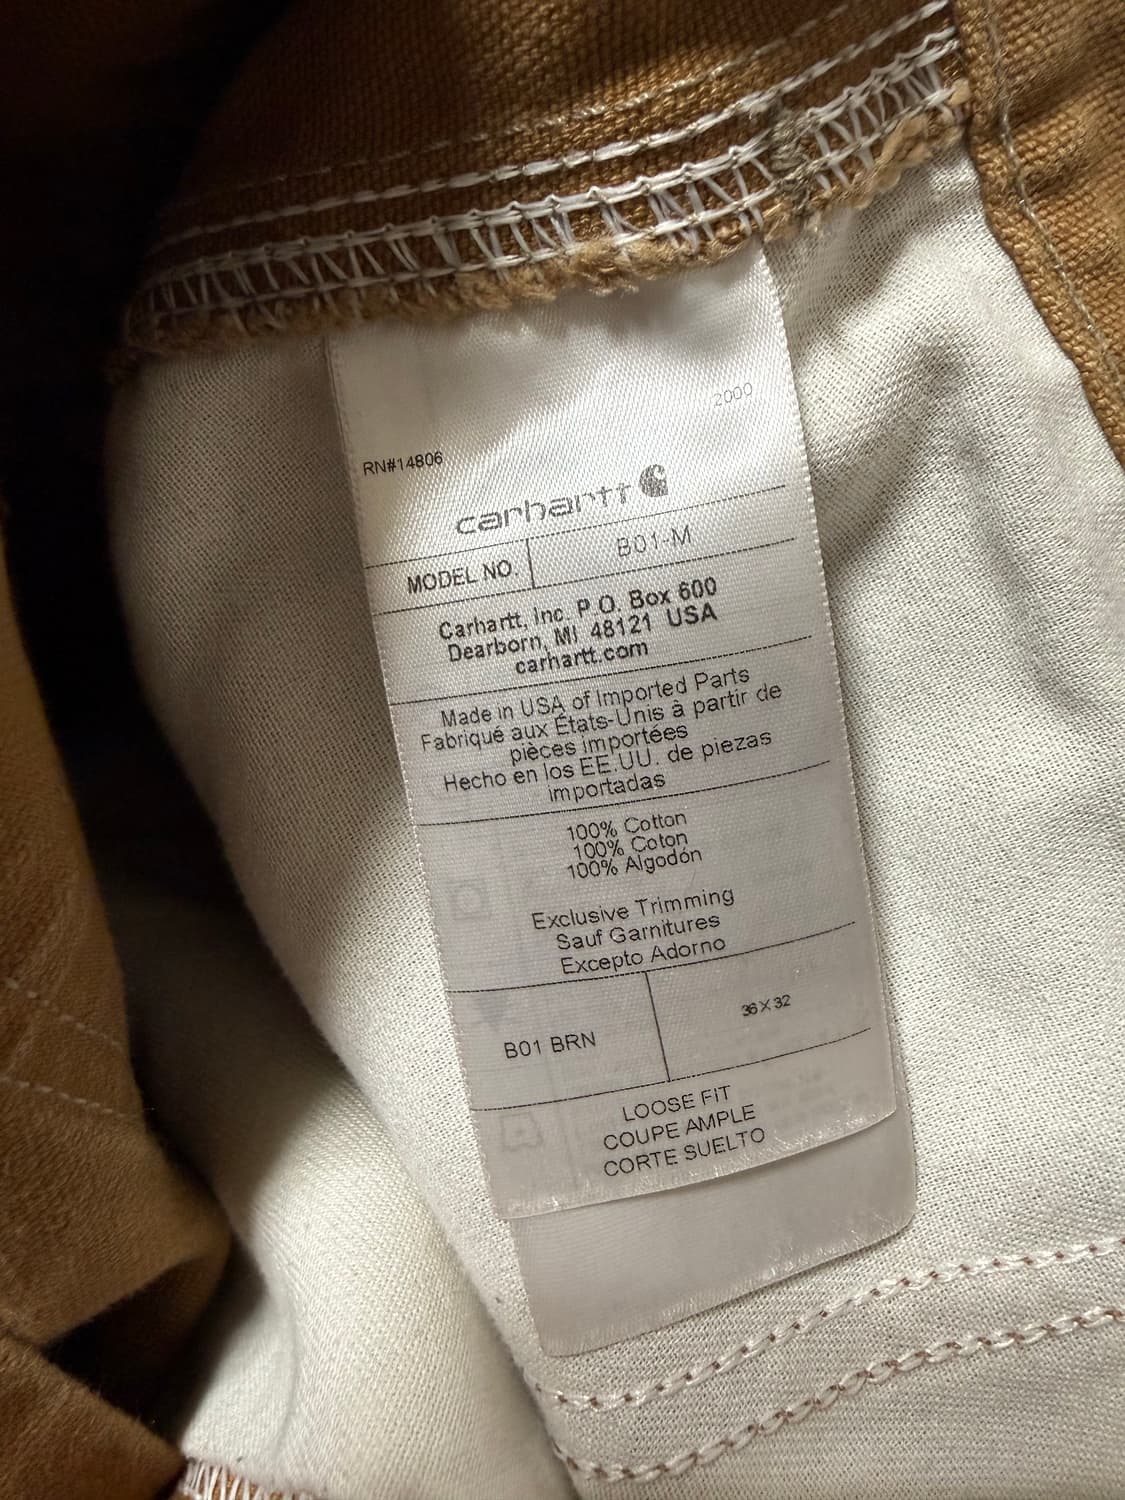 2000
RN#14806
carhartt
MODEL NO B01-M
Carhartt, Inc. P.O. Box 600
Dearborn, MI 48121 USA
carhartt.com
Made in USA of Imported Parts
Fabriqué aux États-Unis à partir de
pièces importées
Hecho en los EE.UU. de piezas
importadas
100% Cotton
100% Coton
100% Algodón
Exclusive Trimming
Sauf Garnitures
Excepto Adorno
B01 BRN 36 X 32
LOOSE FIT
COUPE AMPLE
CORTE SUELTO